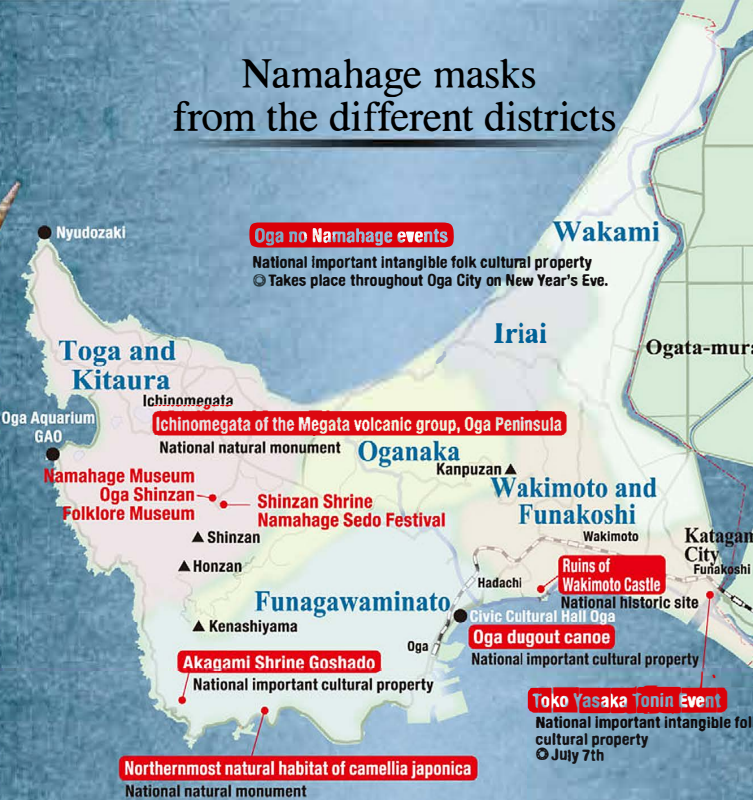 Namahage masks
from the different districts
Nyudozaki
Oga no Namahage events
National important intangible folk cultural property
◎ Takes place throughout Oga City on New Year's Eve.
Wakami
Iriai
Ogata-mura
Toga and
Kitaura
Ichinomegata
Ichinomegata of the Megata volcanic group, Oga Peninsula
National natural monument
Oga Aquarium
GAO
Oganaka
Kanpuzan ▲
Namahage Museum
Oga Shinzan
Folklore Museum
Shinzan Shrine
Namahage Sedo Festival
Wakimoto and
Funakoshi
Wakimoto
▲ Shinzan
▲ Honzan
▲ Kenashiyama
Katagam
City
Funakoshi
Ruins of
Wakimoto Castle
National historic site
Hadachi
Funagawaminato
Civic Cultural Hall Oga
Oga dugout canoe
National important cultural property
Oga
Akagami Shrine Goshado
National important cultural property
Toko Yasaka Tonin Event
National important intangible fol
cultural property
◎ July 7th
Northernmost natural habitat of camellia japonica
National natural monument